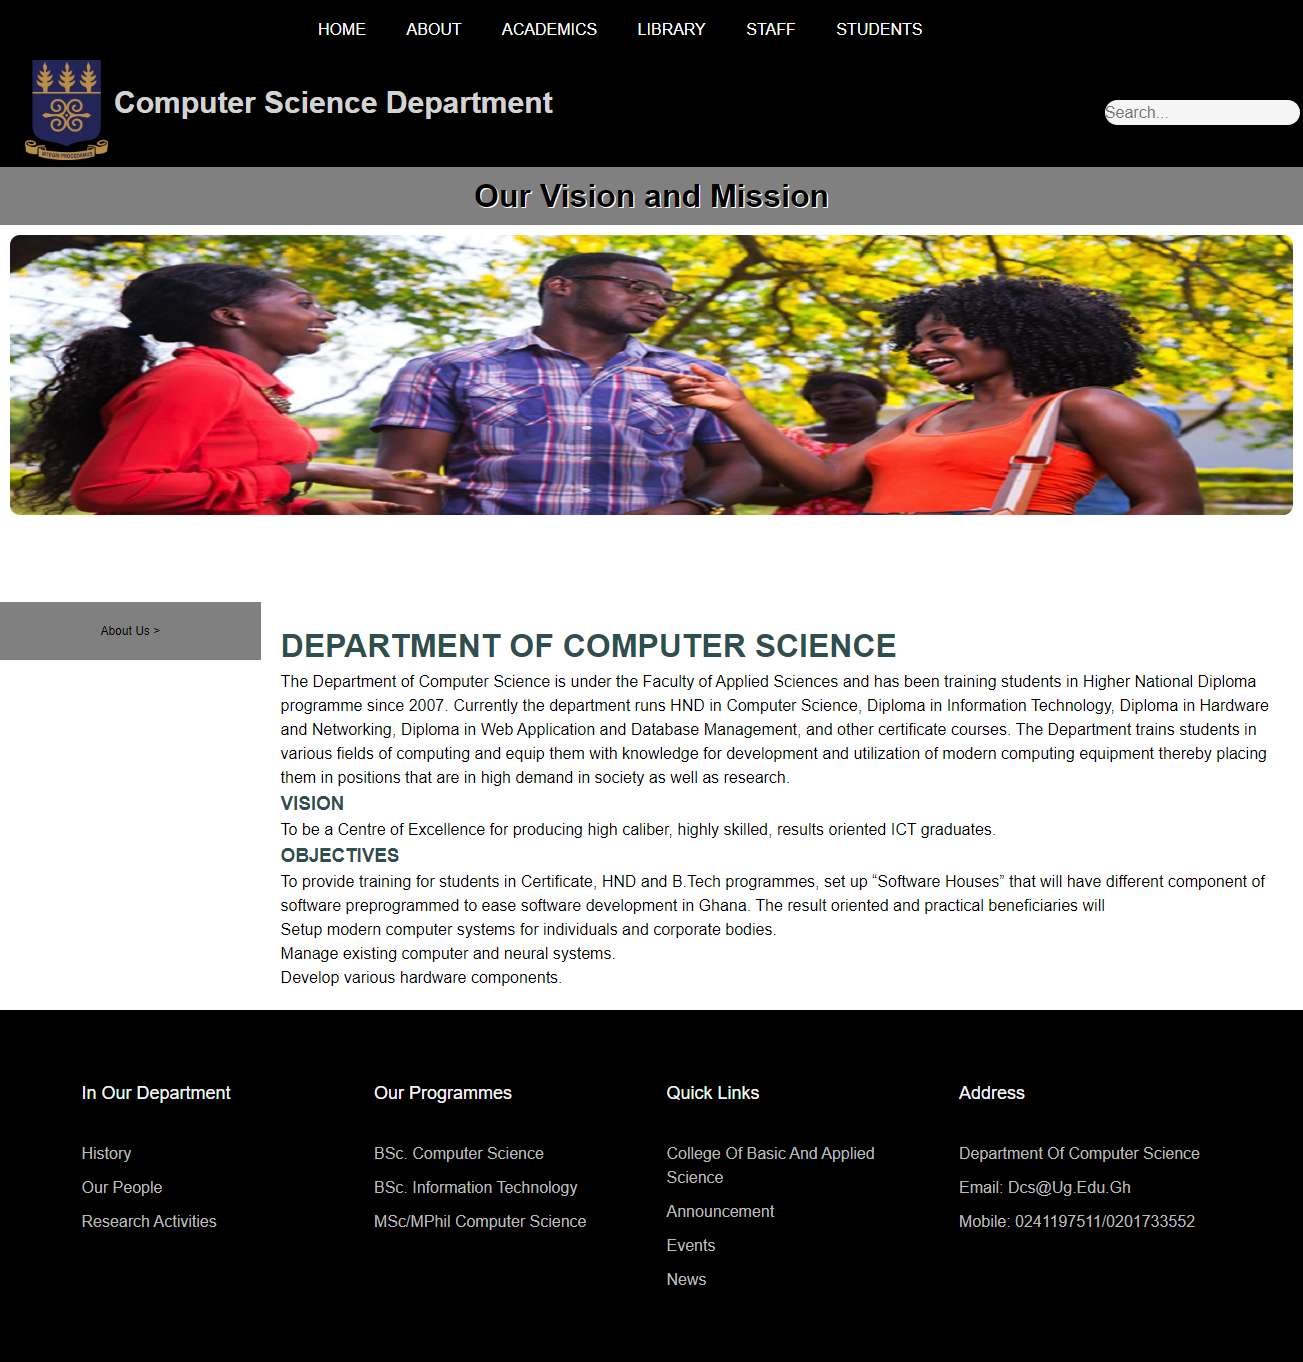 HOME ABOUT ACADEMICS LIBRARY STAFF STUDENTS
INTEGRI PROCEDAMUS
Computer Science Department
Search...
Our Vision and Mission
About Us >
DEPARTMENT OF COMPUTER SCIENCE
The Department of Computer Science is under the Faculty of Applied Sciences and has been training students in Higher National Diploma
programme since 2007. Currently the department runs HND in Computer Science, Diploma in Information Technology, Diploma in Hardware
and Networking, Diploma in Web Application and Database Management, and other certificate courses. The Department trains students in
various fields of computing and equip them with knowledge for development and utilization of modern computing equipment thereby placing
them in positions that are in high demand in society as well as research.
VISION
To be a Centre of Excellence for producing high caliber, highly skilled, results oriented ICT graduates.
OBJECTIVES
To provide training for students in Certificate, HND and B.Tech programmes, set up “Software Houses” that will have different component of
software preprogrammed to ease software development in Ghana. The result oriented and practical beneficiaries will
Setup modern computer systems for individuals and corporate bodies.
Manage existing computer and neural systems.
Develop various hardware components.
In Our Department
History
Our People
Research Activities
Our Programmes
BSc. Computer Science
BSc. Information Technology
MSc/MPhil Computer Science
Quick Links
College Of Basic And Applied
Science
Announcement
Events
News
Address
Department Of Computer Science
Email: Dcs@Ug.Edu.Gh
Mobile: 0241197511/0201733552